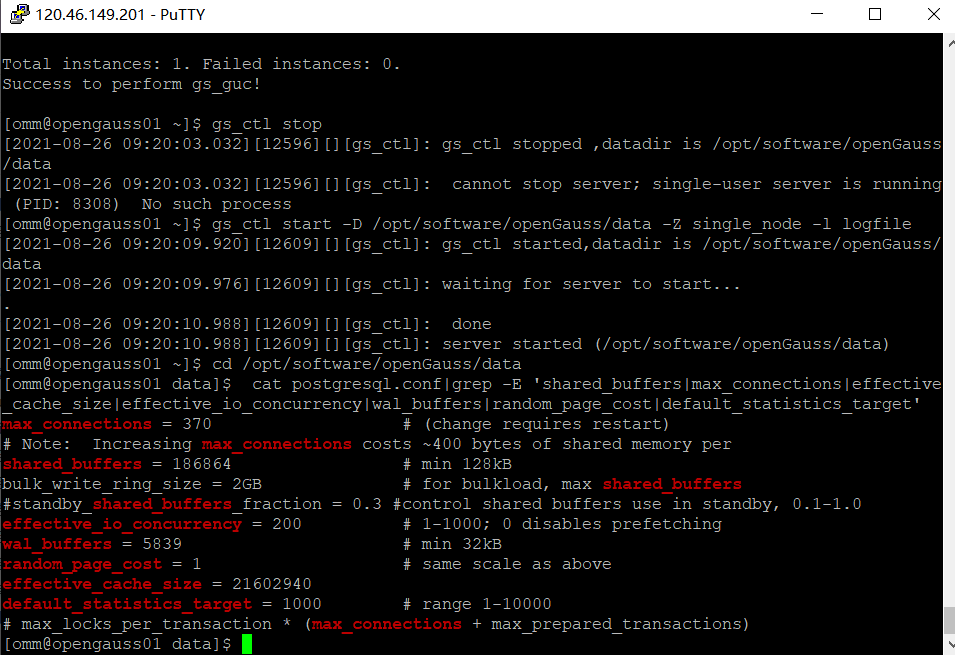 120.46.149.201 - PuTTY
Total instances: 1. Failed instances: 0.
Success to perform gs_guc!
[omm@opengauss01 ~]$ gs_ctl stop
[2021-08-26 09:20:03.032][12596][][gs_ctl]: gs_ctl stopped ,datadir is /opt/software/openGauss
/data
[2021-08-26 09:20:03.032][12596][][gs_ctl]:  cannot stop server; single-user server is running
 (PID: 8308)  No such process
[omm@opengauss01 ~]$ gs_ctl start -D /opt/software/openGauss/data -Z single_node -l logfile
[2021-08-26 09:20:09.920][12609][][gs_ctl]: gs_ctl started,datadir is /opt/software/openGauss/
data
[2021-08-26 09:20:09.976][12609][][gs_ctl]: waiting for server to start...
.
[2021-08-26 09:20:10.988][12609][][gs_ctl]:  done
[2021-08-26 09:20:10.988][12609][][gs_ctl]: server started (/opt/software/openGauss/data)
[omm@opengauss01 ~]$ cd /opt/software/openGauss/data
[omm@opengauss01 data]$  cat postgresql.conf|grep -E 'shared_buffers|max_connections|effective
_cache_size|effective_io_concurrency|wal_buffers|random_page_cost|default_statistics_target'
max_connections = 370                   # (change requires restart)
# Note:  Increasing max_connections costs ~400 bytes of shared memory per
shared_buffers = 186864                 # min 128kB
bulk_write_ring_size = 2GB              # for bulkload, max shared_buffers
#standby_shared_buffers_fraction = 0.3 #control shared buffers use in standby, 0.1-1.0
effective_io_concurrency = 200          # 1-1000; 0 disables prefetching
wal_buffers = 5839                      # min 32kB
random_page_cost = 1                    # same scale as above
effective_cache_size = 21602940
default_statistics_target = 1000        # range 1-10000
# max_locks_per_transaction * (max_connections + max_prepared_transactions)
[omm@opengauss01 data]$